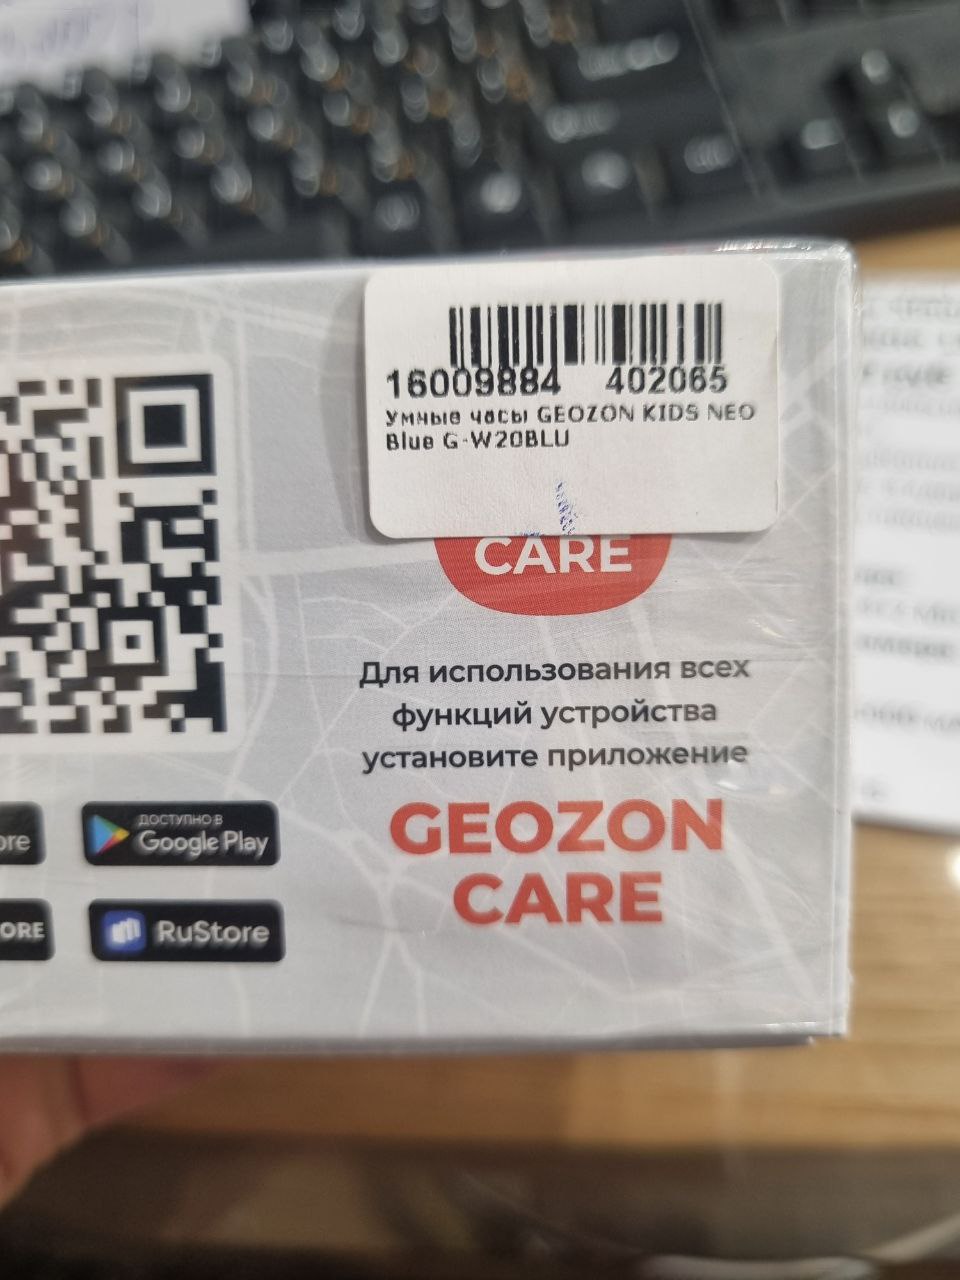 16009884 402065
Умные часы GEOZON KIDS NEO
Blue G-W20BLU
CARE
Для использования всех
функций устройства
установите приложение
GEOZON
CARE
ДОСТУПНО В
Google Play
RuStore